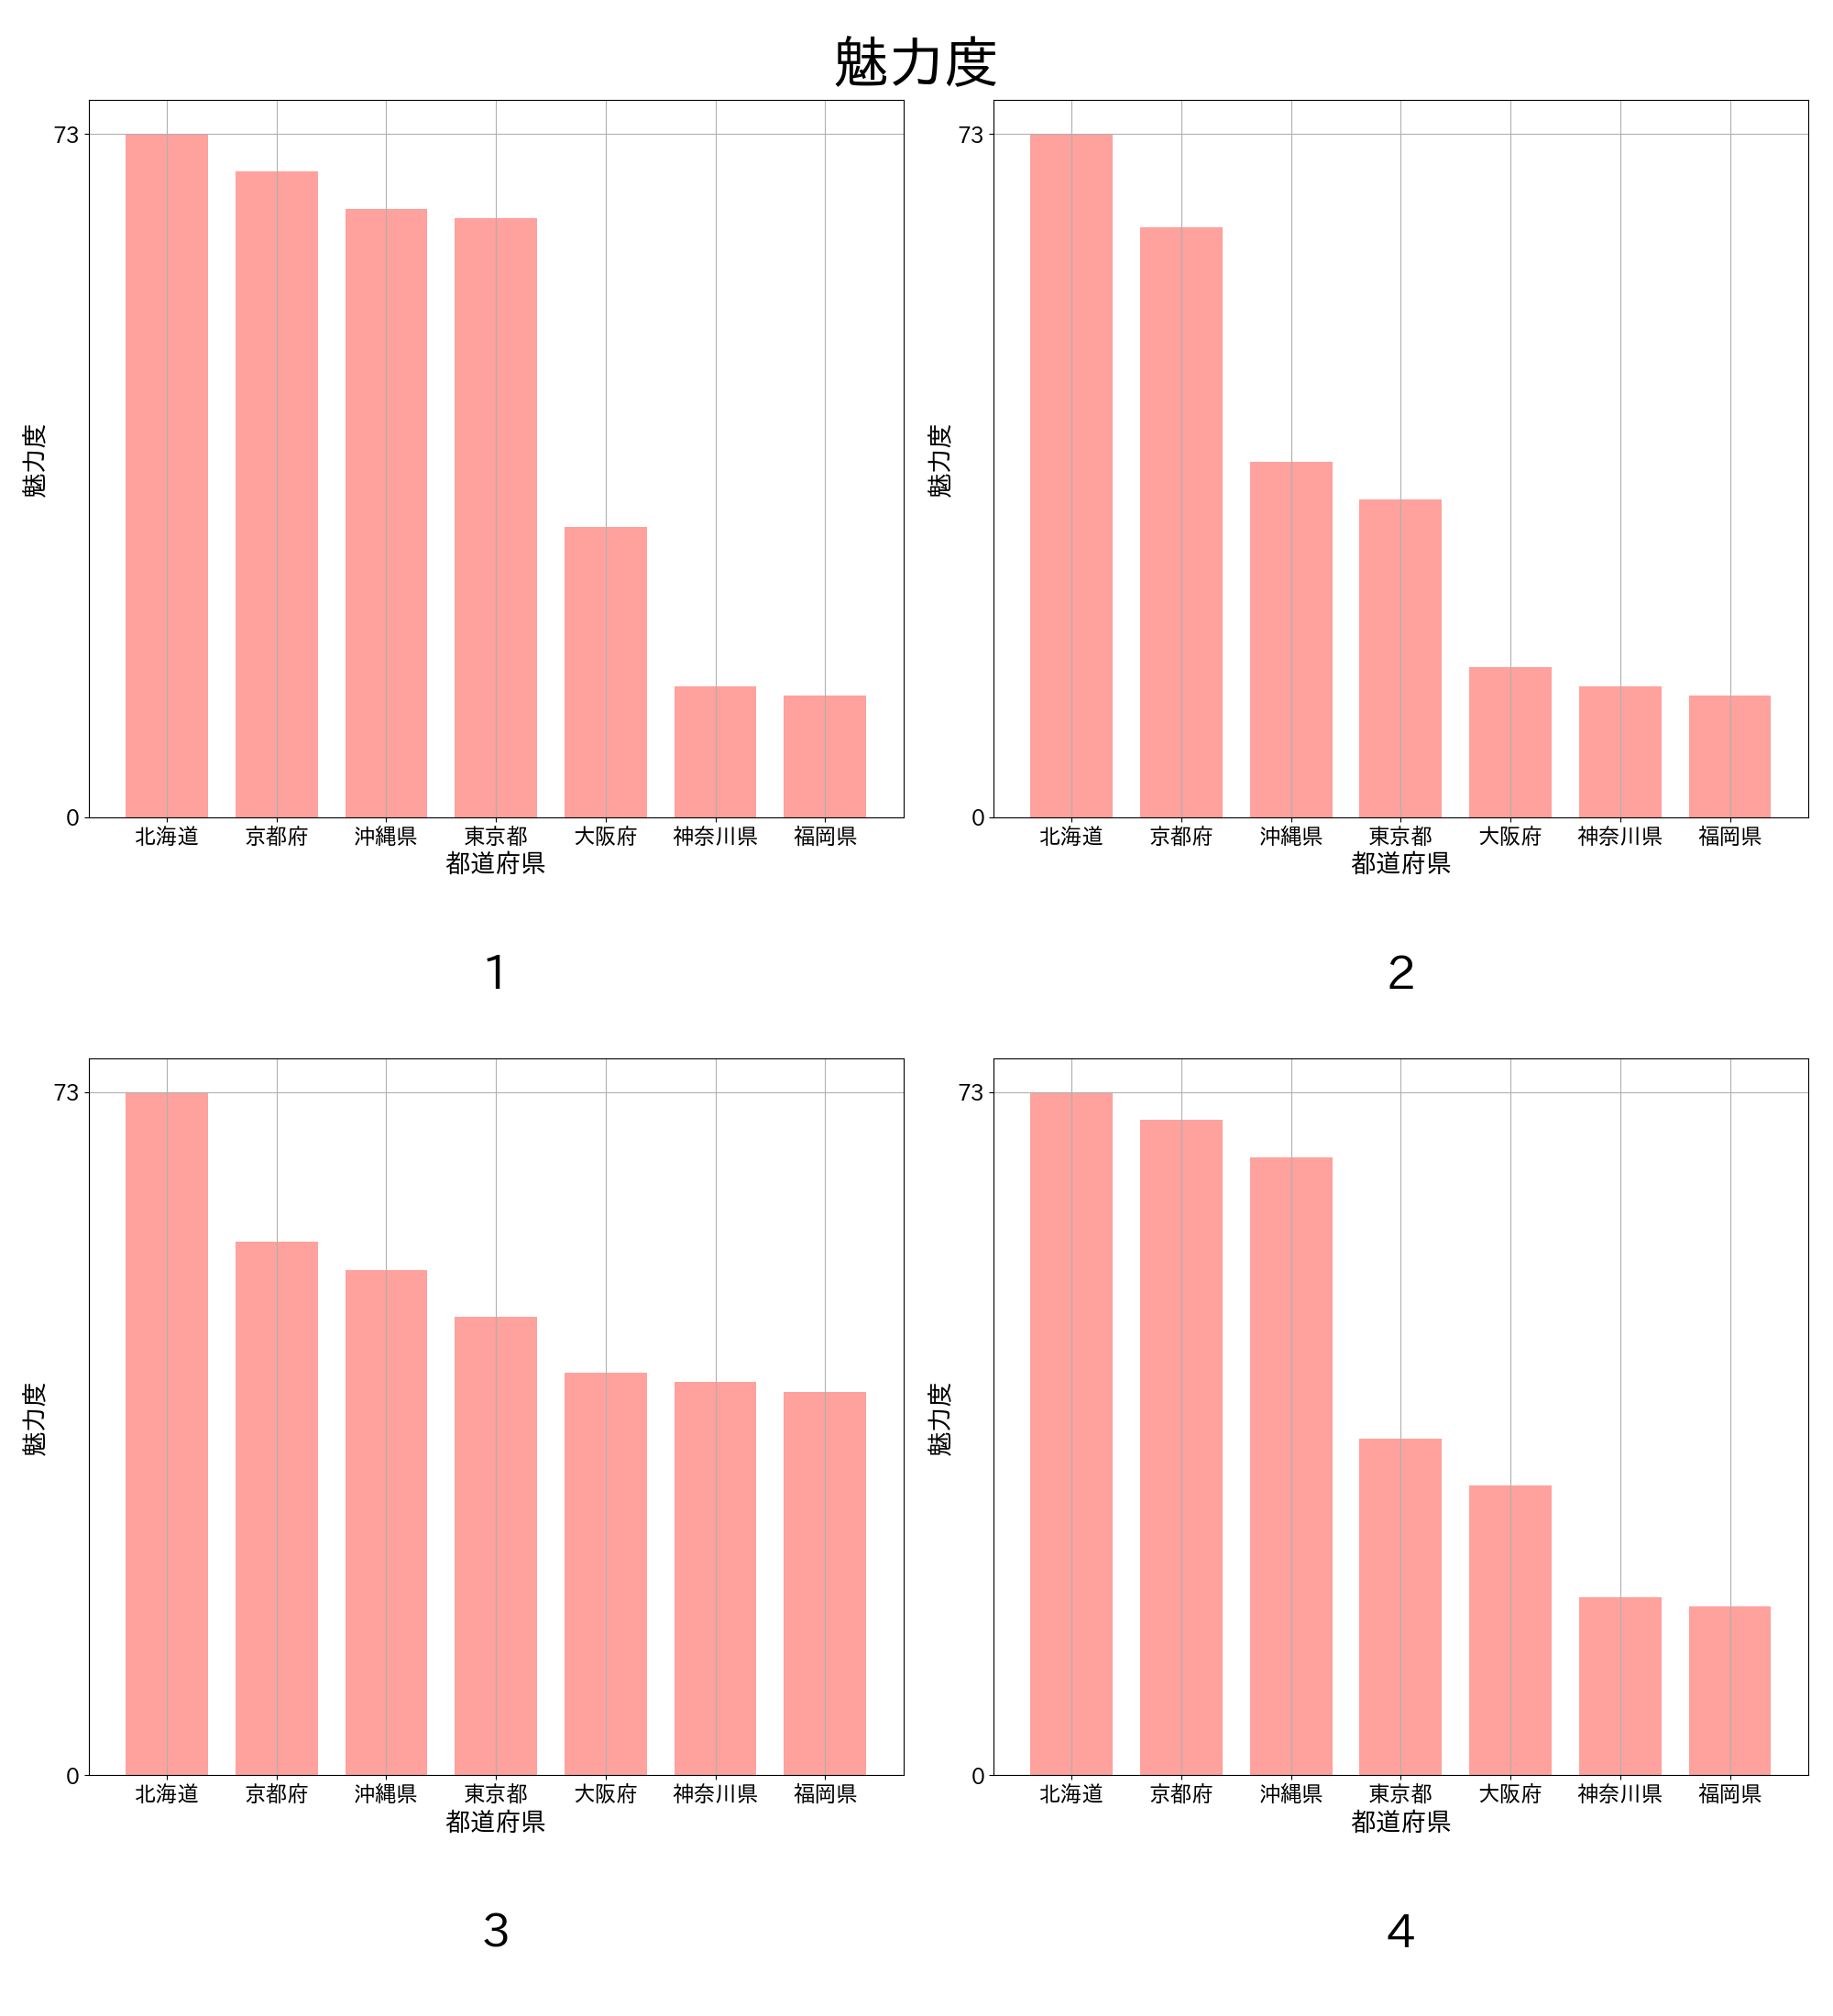 魅力度
73
0
魅力度
北海道 京都府 沖縄県 東京都 大阪府 神奈川県 福岡県
都道府県
1
73
0
魅力度
北海道 京都府 沖縄県 東京都 大阪府 神奈川県 福岡県
都道府県
2
73
0
魅力度
北海道 京都府 沖縄県 東京都 大阪府 神奈川県 福岡県
都道府県
3
73
0
魅力度
北海道 京都府 沖縄県 東京都 大阪府 神奈川県 福岡県
都道府県
4